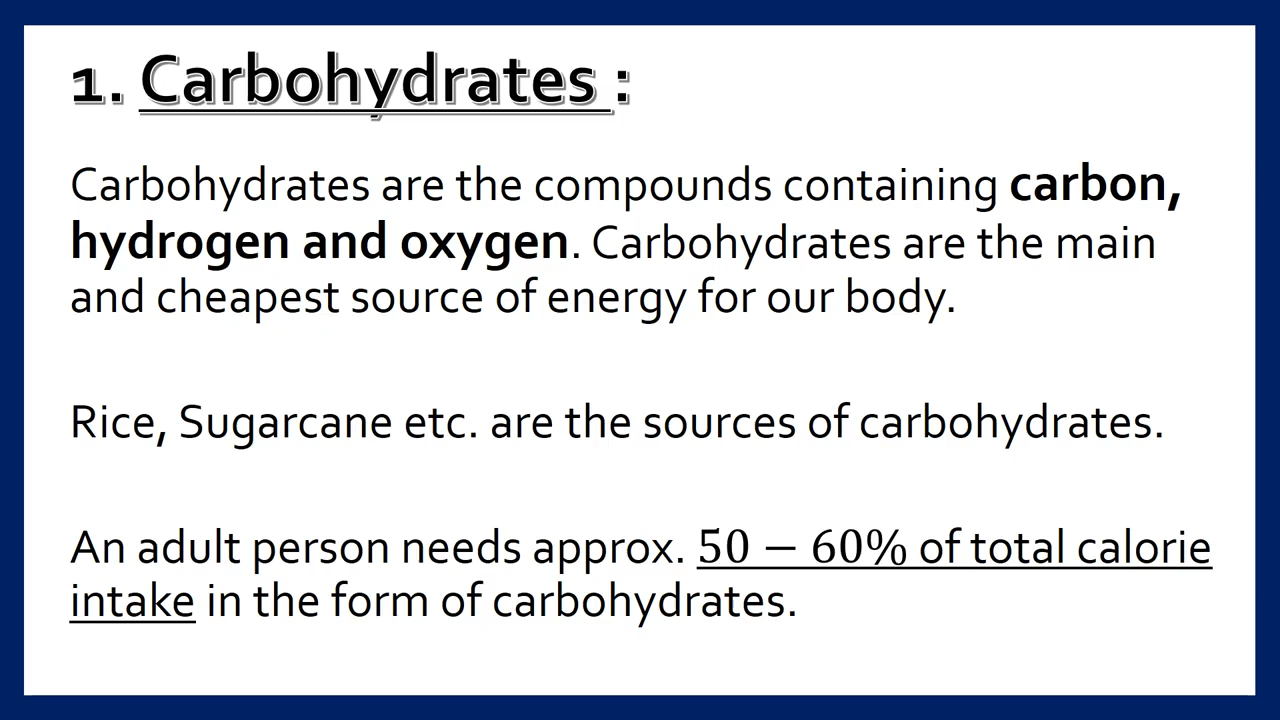 1. Carbohydrates :
Carbohydrates are the compounds containing carbon,
hydrogen and oxygen. Carbohydrates are the main
and cheapest source of energy for our body.
Rice, Sugarcane etc. are the sources of carbohydrates.
An adult person needs approx. 50 − 60% of total calorie
intake in the form of carbohydrates.